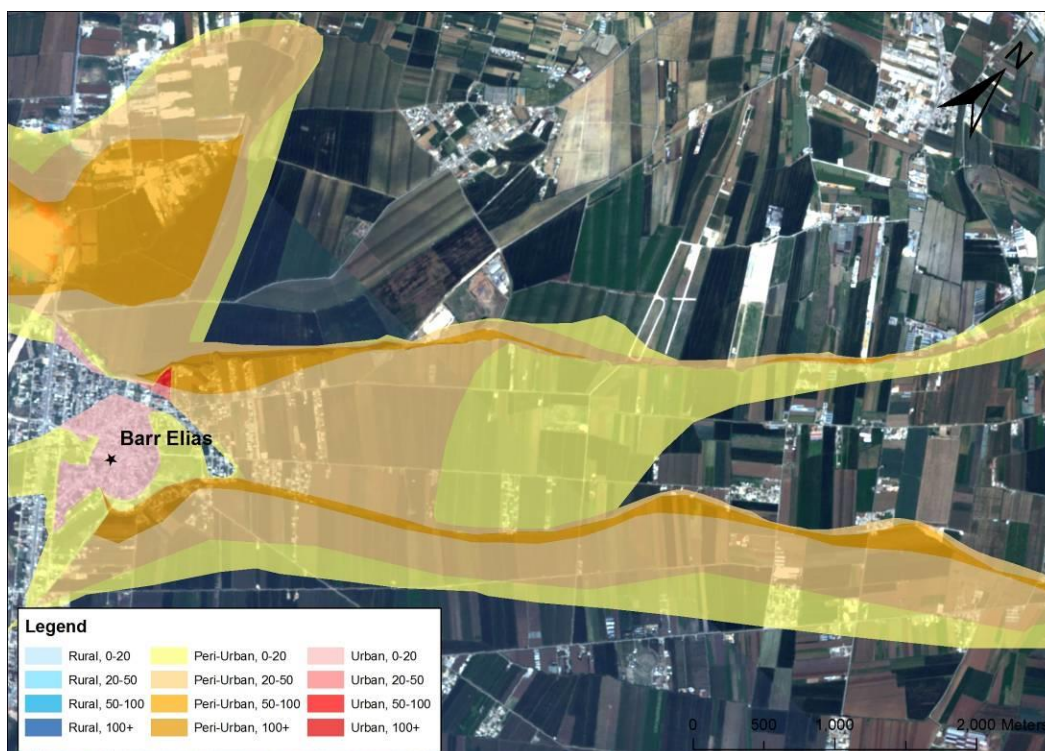 N
Barr Elias
Legend
Rural, 0-20
Rural, 20-50
Rural, 50-100
Rural, 100+
Peri-Urban, 0-20
Peri-Urban, 20-50
Peri-Urban, 50-100
Peri-Urban, 100+
Urban, 0-20
Urban, 20-50
Urban, 50-100
Urban, 100+
0 500 1,000 2,000 Meters